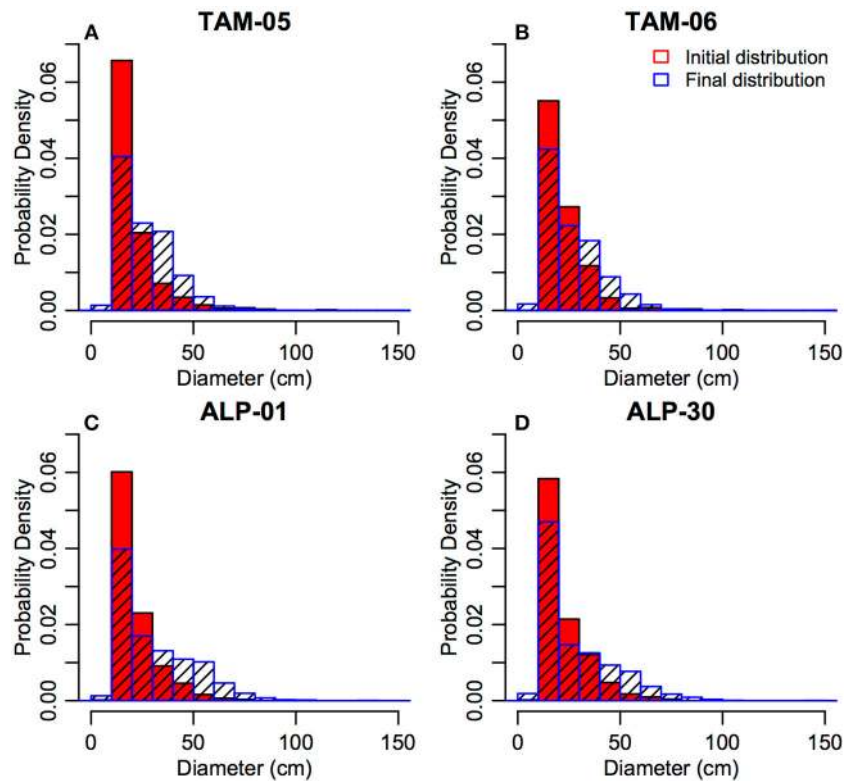 A TAM-05
Probability Density
0.00 0.02 0.04 0.06
0 50 100 150
Diameter (cm)
B TAM-06
Initial distribution
Final distribution
Probability Density
0.00 0.02 0.04 0.06
0 50 100 150
Diameter (cm)
C ALP-01
Probability Density
0.00 0.02 0.04 0.06
0 50 100 150
Diameter (cm)
D ALP-30
Probability Density
0.00 0.02 0.04 0.06
0 50 100 150
Diameter (cm)